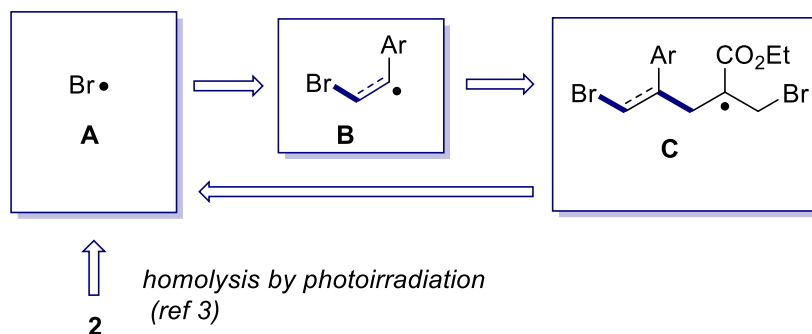 Br•
A
Ar
Br
•
B
Ar
CO₂Et
Br
Br
•
C
2
homolysis by photoirradiation
(ref 3)